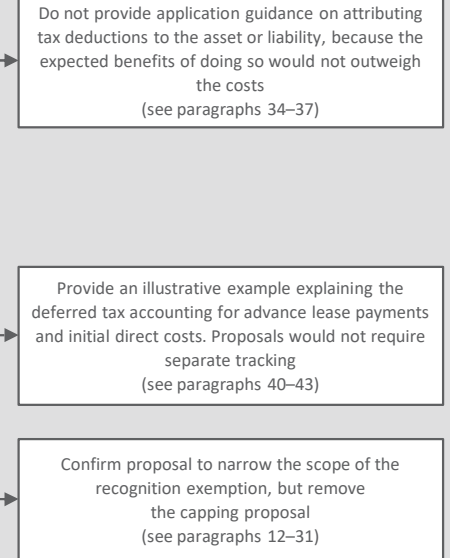 Do not provide application guidance on attributing
tax deductions to the asset or liability, because the
expected benefits of doing so would not outweigh
the costs
(see paragraphs 34–37)
Provide an illustrative example explaining the
deferred tax accounting for advance lease payments
and initial direct costs. Proposals would not require
separate tracking
(see paragraphs 40–43)
Confirm proposal to narrow the scope of the
recognition exemption, but remove
the capping proposal
(see paragraphs 12–31)